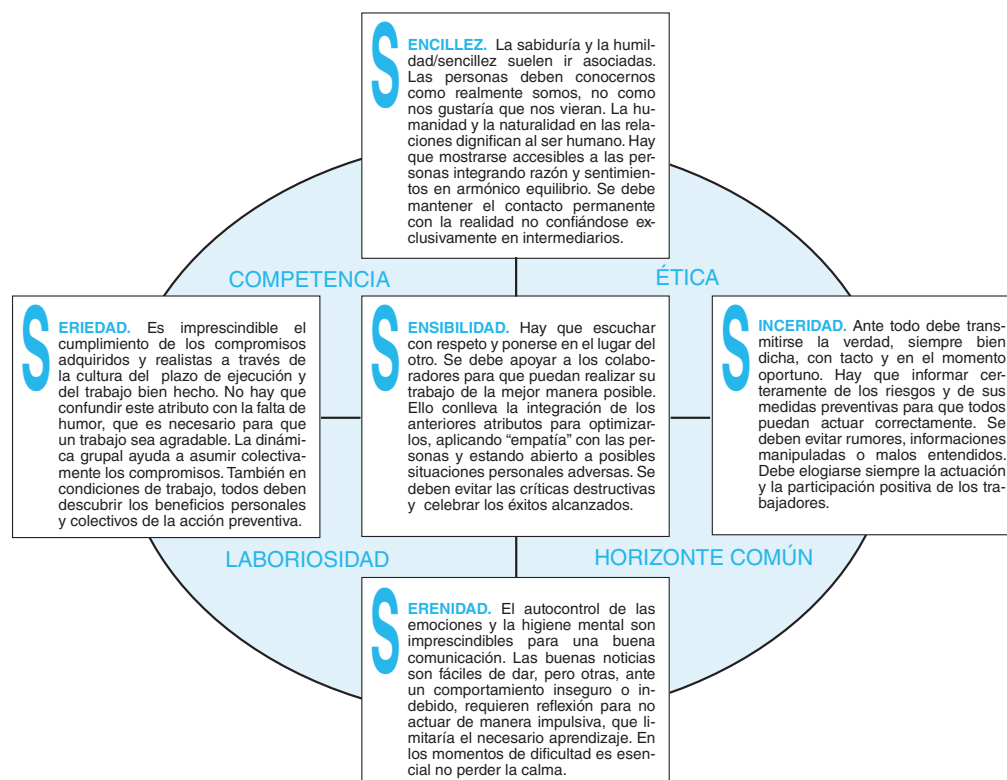 SENCILLEZ. La sabiduría y la humil-
dad/sencillez suelen ir asociadas.
Las personas deben conocernos
como realmente somos, no como
nos gustaría que nos vieran. La hu-
manidad y la naturalidad en las rela-
ciones dignifican al ser humano. Hay
que mostrarse accesibles a las per-
sonas integrando razón y sentimien-
tos en armónico equilibrio. Se debe
mantener el contacto permanente
con la realidad no confiándose ex-
clusivamente en intermediarios.
COMPETENCIA
ÉTICA
SERIEDAD. Es imprescindible el
cumplimiento de los compromisos
adquiridos y realistas a través de
la cultura del plazo de ejecución y
del trabajo bien hecho. No hay que
confundir este atributo con la falta de
humor, que es necesario para que
un trabajo sea agradable. La dinámi-
ca grupal ayuda a asumir colectiva-
mente los compromisos. También en
condiciones de trabajo, todos deben
descubrir los beneficios personales
y colectivos de la acción preventiva.
SENSIBILIDAD. Hay que escuchar
con respeto y ponerse en el lugar del
otro. Se debe apoyar a los colabo-
radores para que puedan realizar su
trabajo de la mejor manera posible.
Ello conlleva la integración de los
anteriores atributos para optimizar-
los, aplicando “empatía” con las per-
sonas y estando abierto a posibles
situaciones personales adversas. Se
deben evitar las críticas destructivas
y celebrar los éxitos alcanzados.
SINCERIDAD. Ante todo debe trans-
mitirse la verdad, siempre bien
dicha, con tacto y en el momento
oportuno. Hay que informar cer-
teramente de los riesgos y de sus
medidas preventivas para que todos
puedan actuar correctamente. Se
deben evitar rumores, informaciones
manipuladas o malos entendidos.
Debe elogiarse siempre la actuación
y la participación positiva de los tra-
bajadores.
LABORIOSIDAD
HORIZONTE COMÚN
SERENIDAD. El autocontrol de las
emociones y la higiene mental son
imprescindibles para una buena
comunicación. Las buenas noticias
son fáciles de dar, pero otras, ante
un comportamiento inseguro o in-
debido, requieren reflexión para no
actuar de manera impulsiva, que li-
mitaría el necesario aprendizaje. En
los momentos de dificultad es esen-
cial no perder la calma.